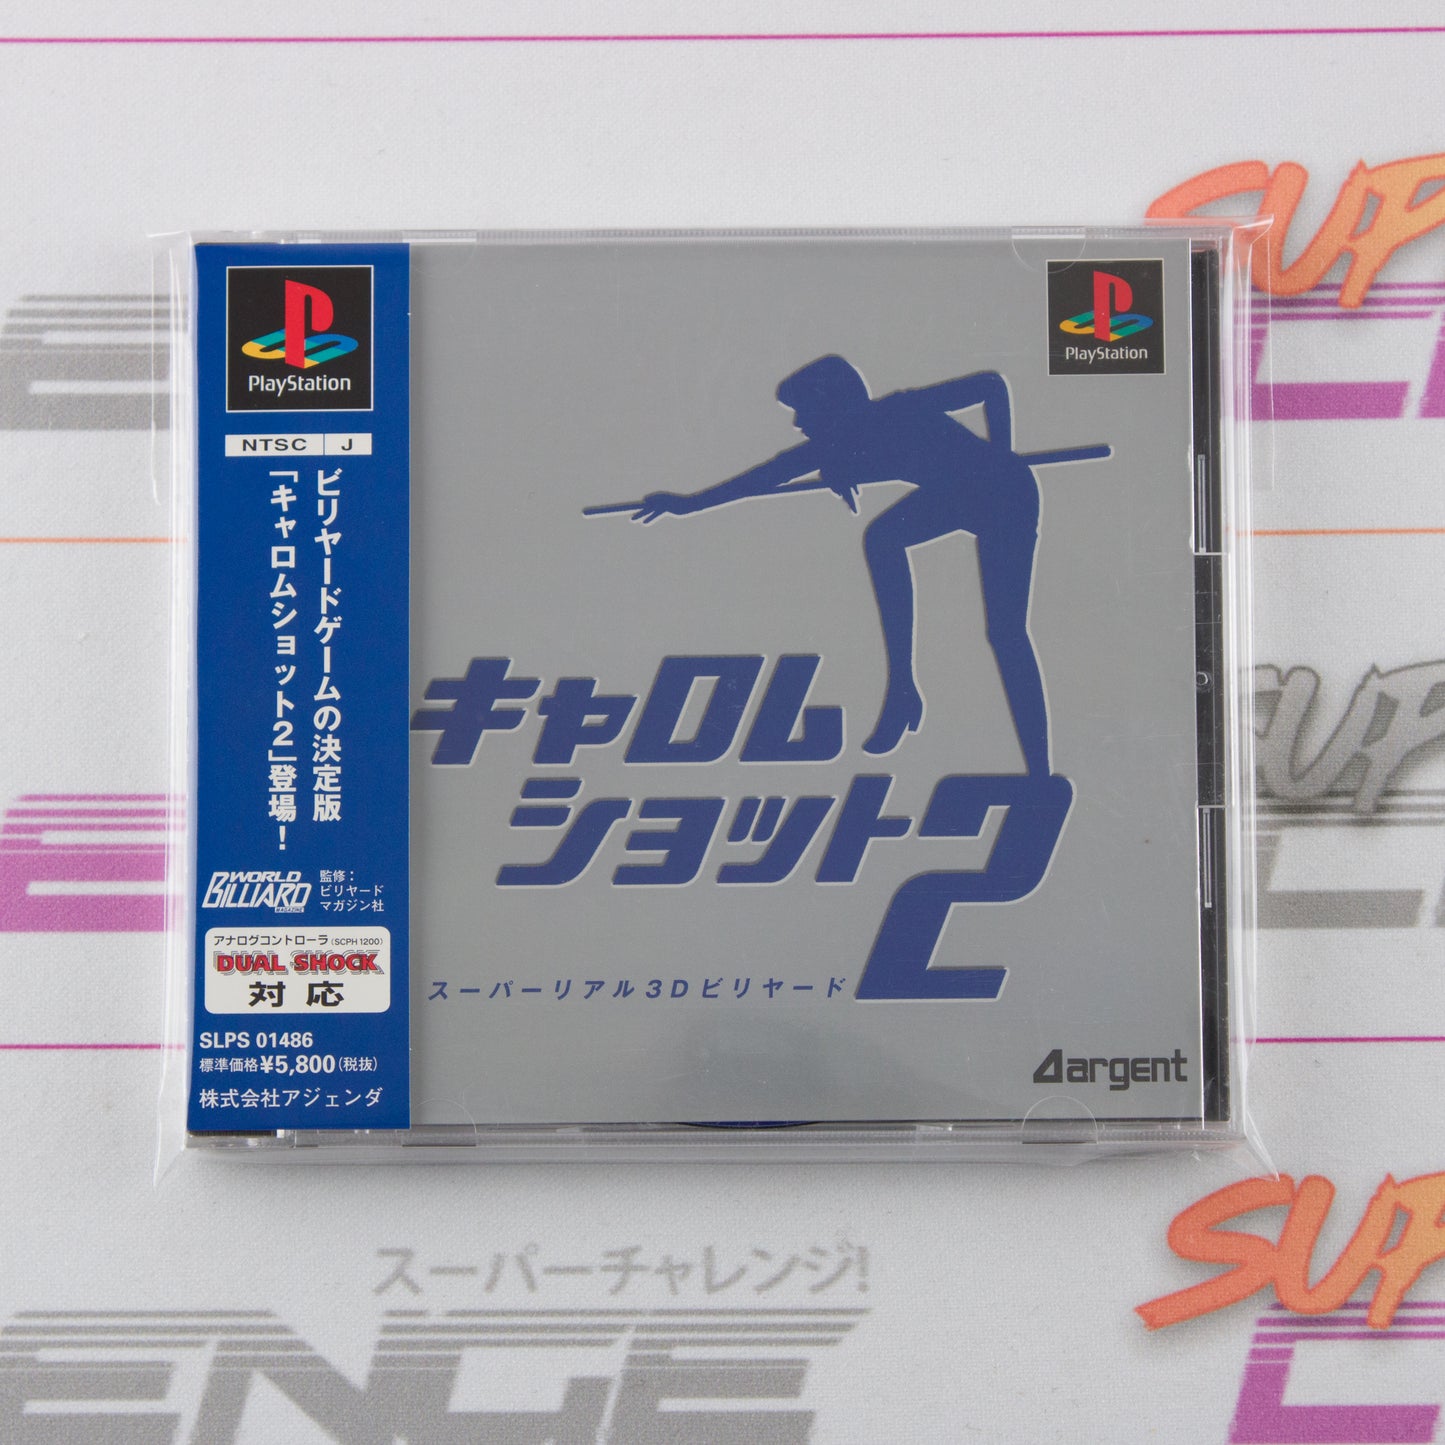 PlayStation
NTSC J
ビリヤードゲームの決定版
「キャロムショット2」登場！
WORLD
BILLIARD
MAGAZINE
監修：
ビリヤード
マガジン社
アナログコントローラ(SCPH 1200)
DUAL SHOCK
対応
SLPS 01486
標準価格¥5,800(税抜)
株式会社アジェンダ
PlayStation
キャロム
ショット2
スーパーリアル3Dビリヤード
argent
スーパーチャレンジ!